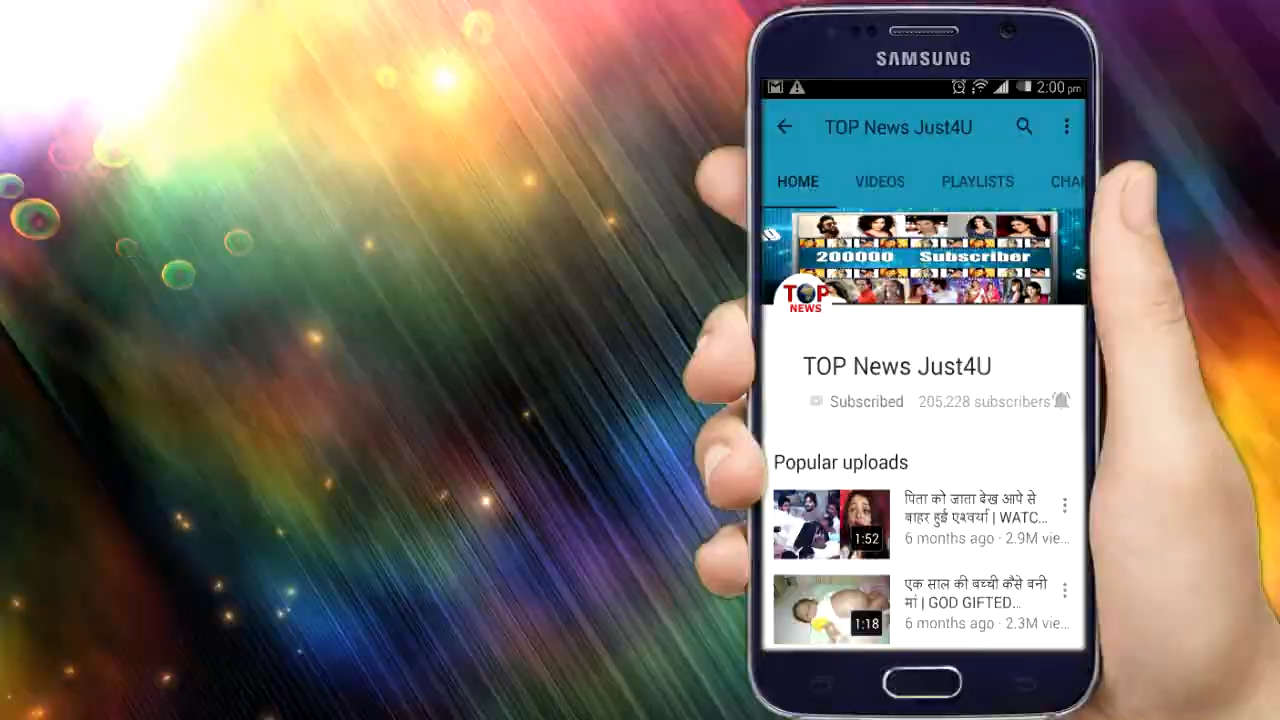 SAMSUNG
2:00 pm
TOP News Just4U
HOME VIDEOS PLAYLISTS CHA
200000 Subscriber
TOP
NEWS
TOP News Just4U
Subscribed 205,228 subscribers
Popular uploads
पिता को जाता देख आपे से
बाहर हुई एश्वर्या | WATC...
6 months ago · 2.9M vie...
1:52
एक साल की बच्ची कैसे बनी
मां | GOD GIFTED...
6 months ago · 2.3M vie...
1:18